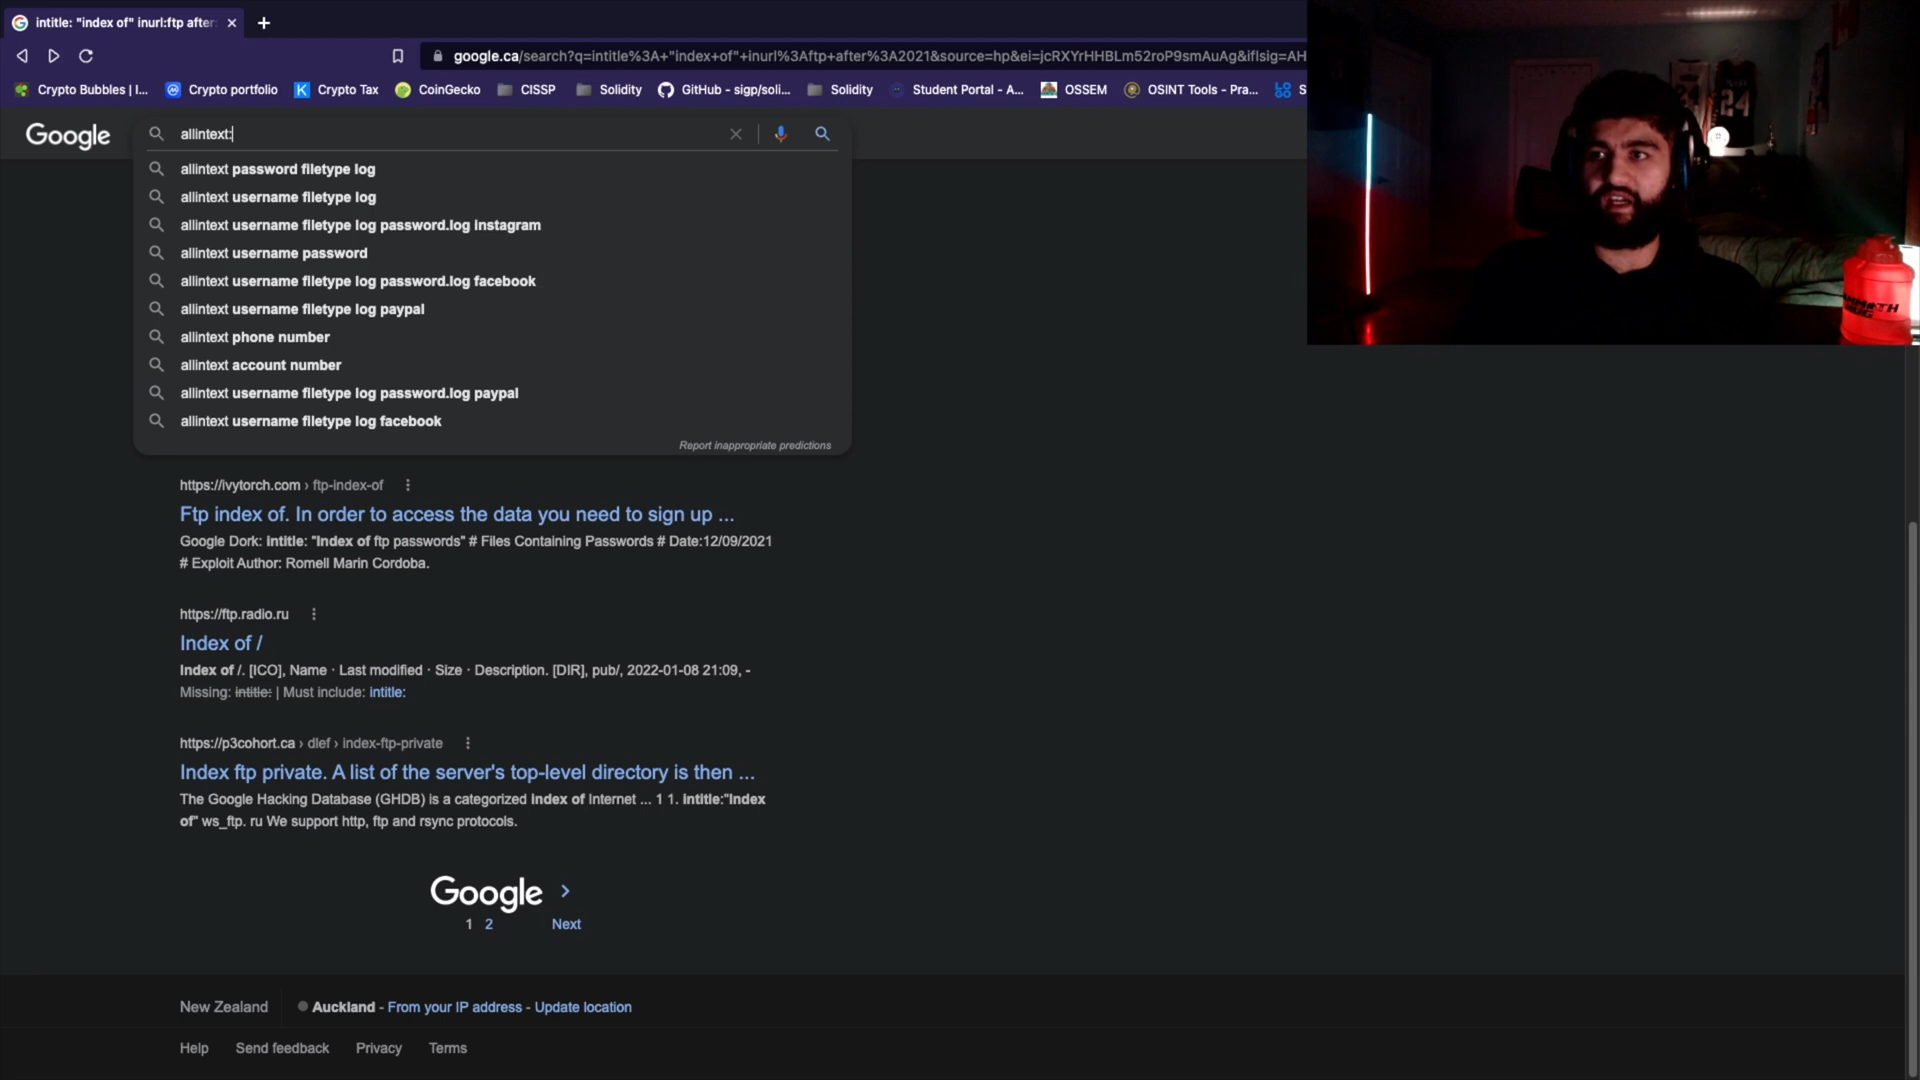 intitle: "index of" inurl:ftp after:
google.ca/search?q=intitle%3A+"index+of"+inurl%3Aftp+after%3A2021&source=hp&ei=jcRXYrHHBLm52roP9smAuAg&iflsig=AH
Crypto Bubbles | I... Crypto portfolio Crypto Tax CoinGecko CISSP Solidity GitHub - sigp/soli... Solidity Student Portal - A... OSSEM OSINT Tools - Pra... S
Google allintext:
allintext password filetype log
allintext username filetype log
allintext username filetype log password.log instagram
allintext username password
allintext username filetype log password.log facebook
allintext username filetype log paypal
allintext phone number
allintext account number
allintext username filetype log password.log paypal
allintext username filetype log facebook
Report inappropriate predictions
https://ivytorch.com › ftp-index-of
Ftp index of. In order to access the data you need to sign up ...
Google Dork: intitle: "Index of ftp passwords" # Files Containing Passwords # Date:12/09/2021
# Exploit Author: Romell Marin Cordoba.
https://ftp.radio.ru
Index of /
Index of /. [ICO], Name · Last modified · Size · Description. [DIR], pub/, 2022-01-08 21:09, -
Missing: intitle: | Must include: intitle:
https://p3cohort.ca › dlef › index-ftp-private
Index ftp private. A list of the server's top-level directory is then ...
The Google Hacking Database (GHDB) is a categorized index of Internet ... 1 1. intitle:"Index
of" ws_ftp. ru We support http, ftp and rsync protocols.
Google
1 2 Next
New Zealand Auckland - From your IP address - Update location
Help Send feedback Privacy Terms
24